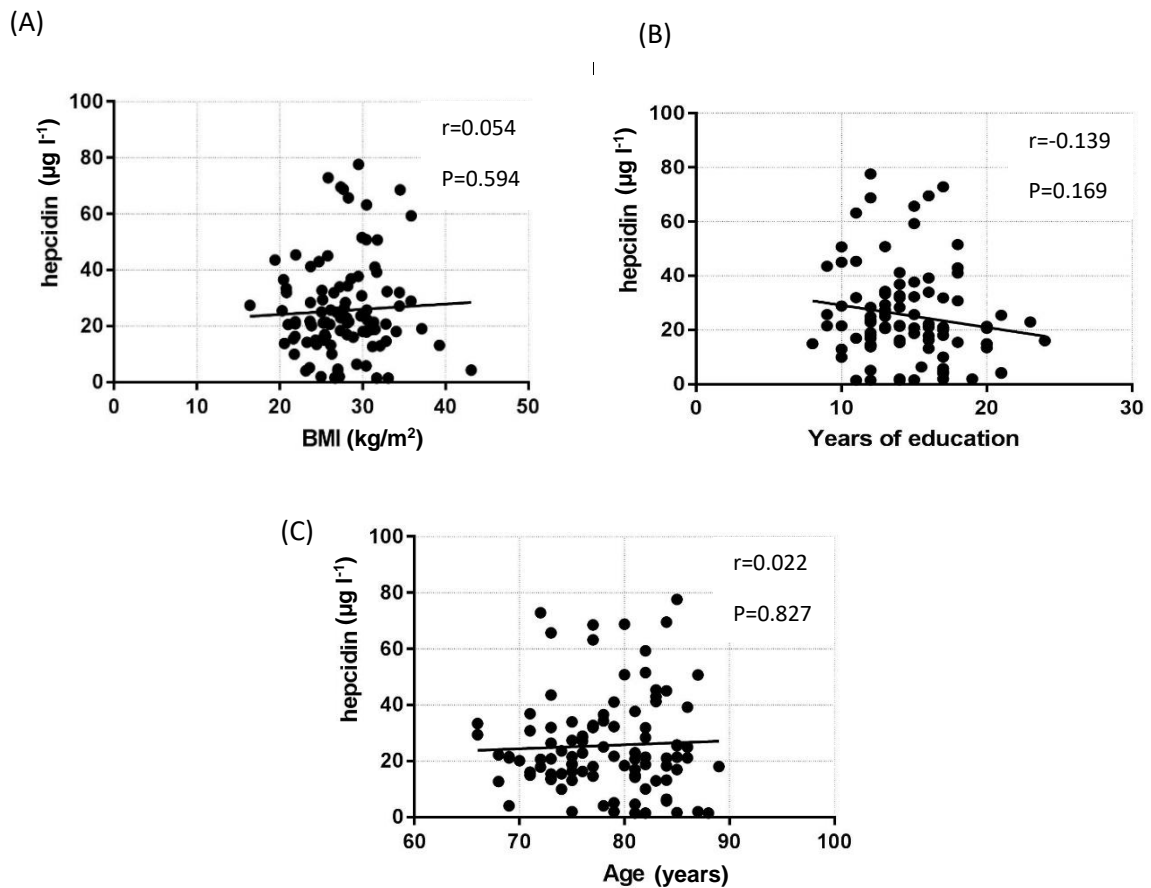 (A)
(B)
hepcidin (µg l⁻¹)
100
80
60
40
20
0
r=0.054
P=0.594
0 10 20 30 40 50
BMI (kg/m²)
hepcidin (µg l⁻¹)
100
80
60
40
20
0
r=-0.139
P=0.169
0 10 20 30
Years of education
(C)
hepcidin (µg l⁻¹)
100
80
60
40
20
0
r=0.022
P=0.827
60 70 80 90 100
Age (years)